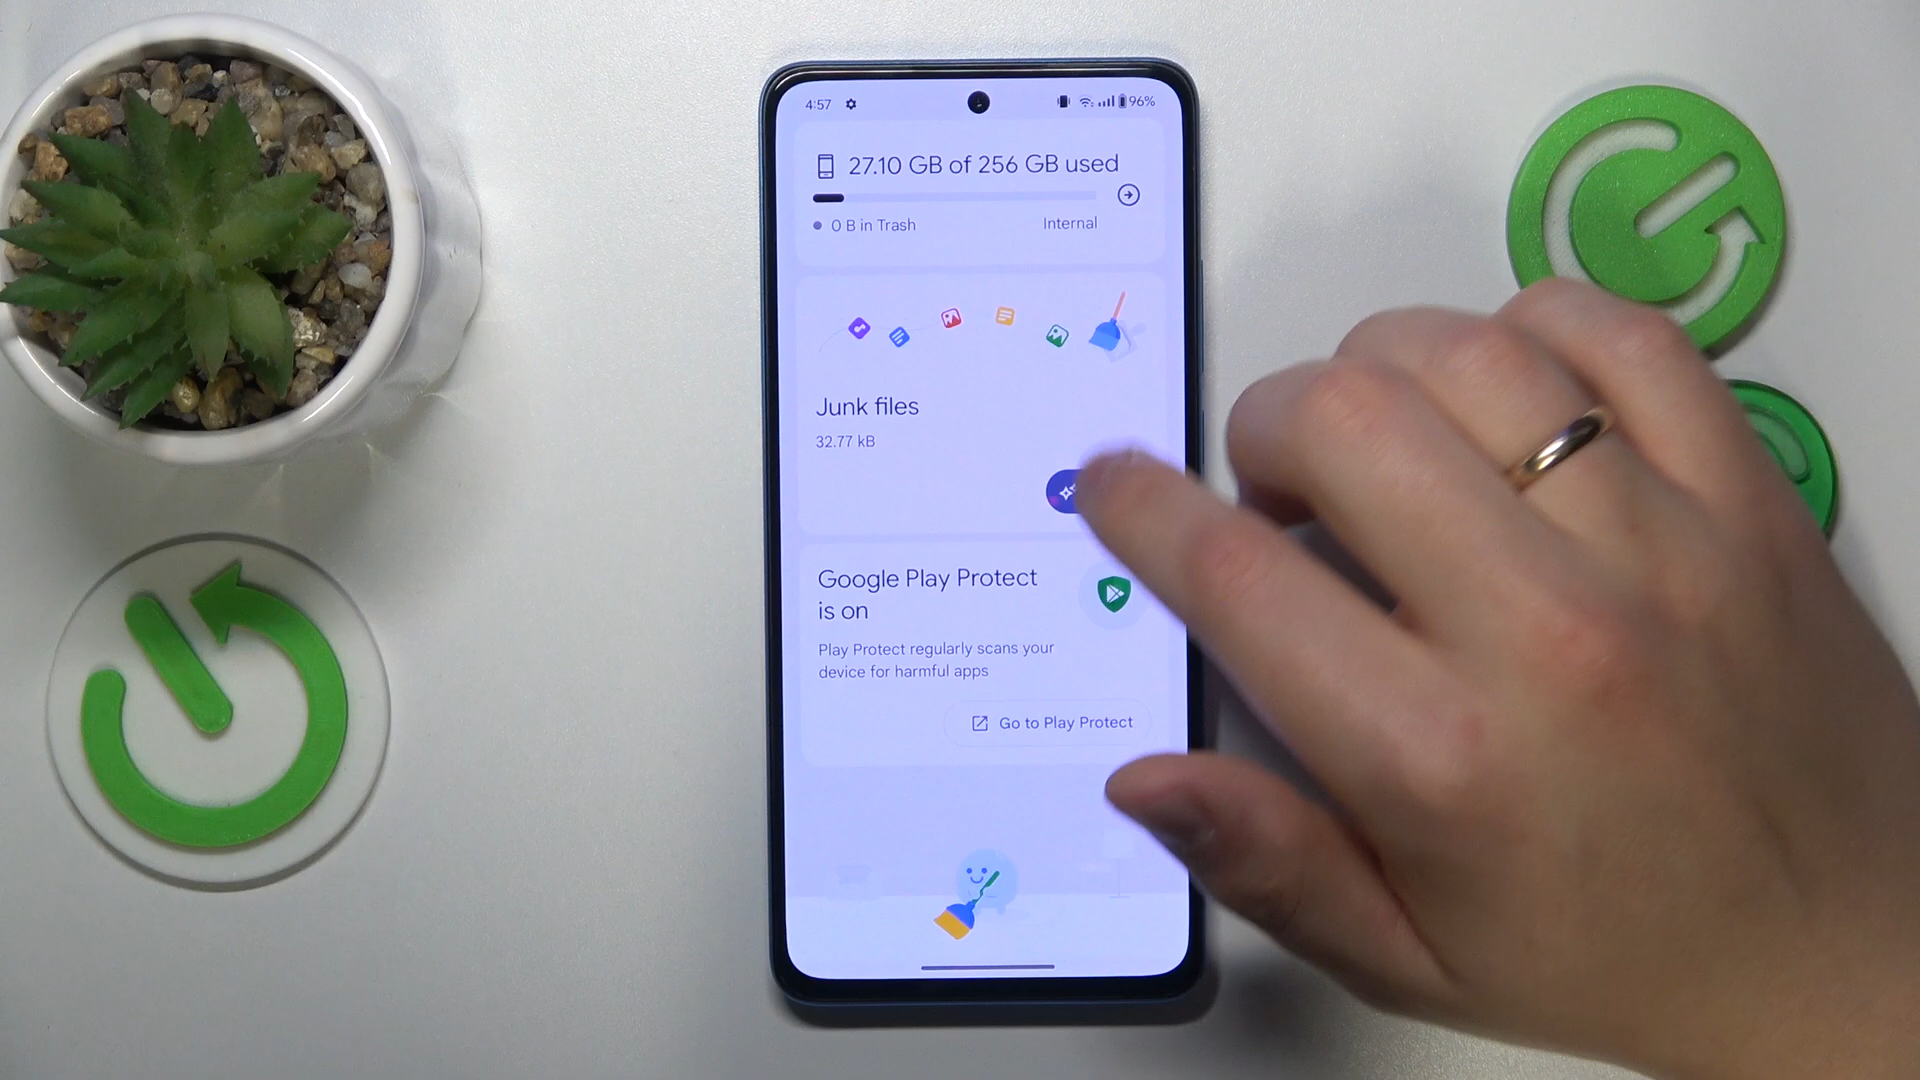 4:57
96%
27.10 GB of 256 GB used
0 B in Trash
Internal
Junk files
32.77 kB
Google Play Protect
is on
Play Protect regularly scans your
device for harmful apps
Go to Play Protect